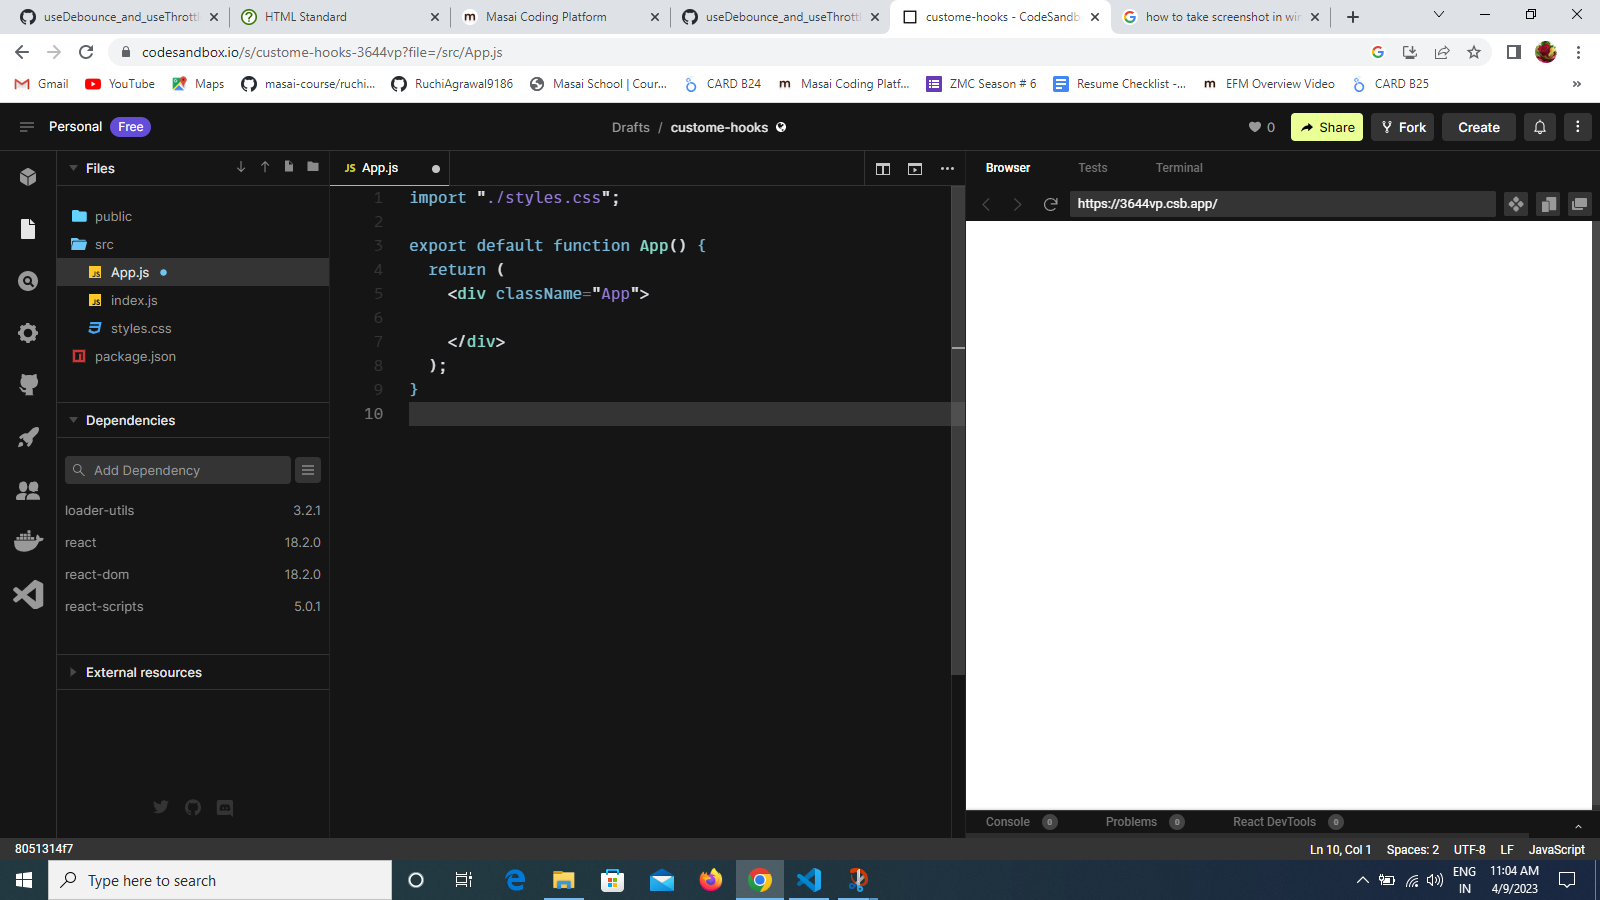 useDebounce_and_useThrottl
HTML Standard
Masai Coding Platform
useDebounce_and_useThrottl
custome-hooks - CodeSandb
how to take screenshot in win
codesandbox.io/s/custome-hooks-3644vp?file=/src/App.js
Gmail
YouTube
Maps
masai-course/ruchi...
RuchiAgrawal9186
Masai School | Cour...
CARD B24
Masai Coding Platf...
ZMC Season # 6
Resume Checklist -...
EFM Overview Video
CARD B25
»
Personal Free
Drafts / custome-hooks
0
Share
Fork
Create
Files
public
src
App.js
index.js
styles.css
package.json
Dependencies
Add Dependency
loader-utils 3.2.1
react 18.2.0
react-dom 18.2.0
react-scripts 5.0.1
External resources
JS App.js
1 import "./styles.css";
2
3 export default function App() {
4 return (
5 <div className="App">
6
7 </div>
8 );
9 }
10
Browser Tests Terminal
https://3644vp.csb.app/
Console 0 Problems 0 React DevTools 0
8051314f7
Ln 10, Col 1 Spaces: 2 UTF-8 LF JavaScript
Type here to search
ENG
IN
11:04 AM
4/9/2023